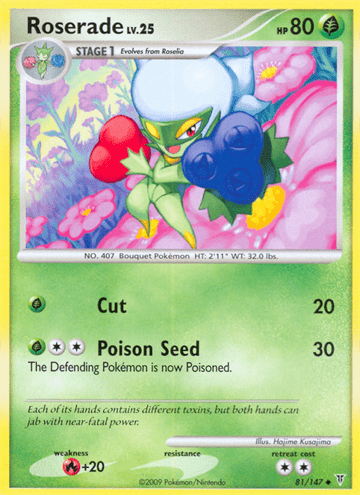 Roserade LV.25 HP 80
STAGE 1 Evolves from Roselia
NO. 407 Bouquet Pokémon HT: 2'11" WT: 32.0 lbs.
Cut 20
Poison Seed 30
The Defending Pokémon is now Poisoned.
Each of its hands contains different toxins, but both hands can
jab with near-fatal power.
Illus. Hajime Kusajima
weakness resistance retreat cost
+20
©2009 Pokémon/Nintendo 81/147